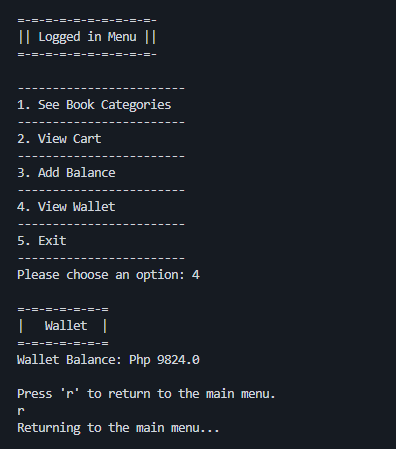 =-=-=-=-=-=-=-=-=-=-
|| Logged in Menu ||
=-=-=-=-=-=-=-=-=-=-
------------------------
1. See Book Categories
------------------------
2. View Cart
------------------------
3. Add Balance
------------------------
4. View Wallet
------------------------
5. Exit
------------------------
Please choose an option: 4
=-=-=-=-=-=-=
|   Wallet  |
=-=-=-=-=-=-=
Wallet Balance: Php 9824.0
Press 'r' to return to the main menu.
r
Returning to the main menu...